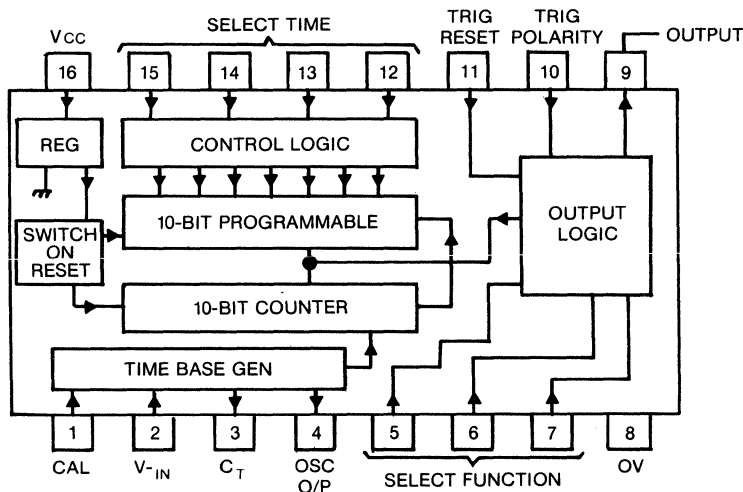 SELECT TIME
TRIG RESET
TRIG POLARITY
OUTPUT
VCC
16
15
14
13
12
11
10
9
REG
CONTROL LOGIC
10-BIT PROGRAMMABLE
OUTPUT
LOGIC
SWITCH
ON
RESET
10-BIT COUNTER
TIME BASE GEN
1
2
3
4
5
6
7
8
CAL
V-IN
CT
OSC
O/P
SELECT FUNCTION
OV